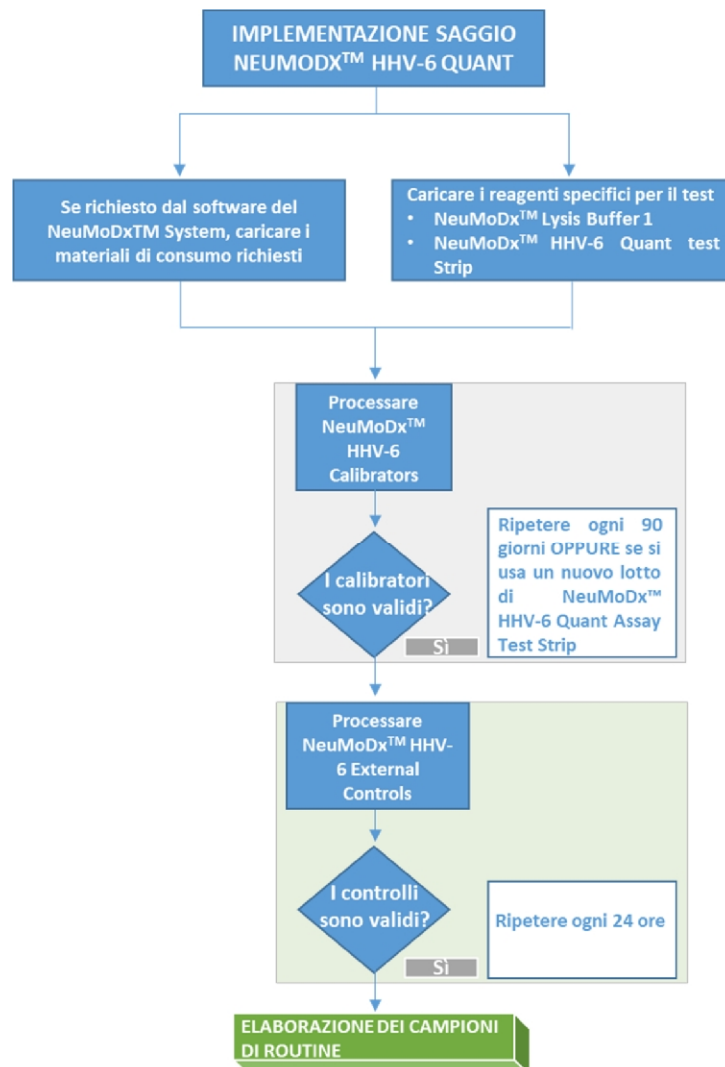 IMPLEMENTAZIONE SAGGIO
NEUMODX™ HHV-6 QUANT
Se richiesto dal software del
NeuMoDxTM System, caricare i
materiali di consumo richiesti
Caricare i reagenti specifici per il test
• NeuMoDx™ Lysis Buffer 1
• NeuMoDx™ HHV-6 Quant test
Strip
Processare
NeuMoDx™
HHV-6
Calibrators
I calibratori
sono validi?
Sì
Ripetere ogni 90
giorni OPPURE se si
usa un nuovo lotto
di NeuMoDx™
HHV-6 Quant Assay
Test Strip
Processare
NeuMoDx™ HHV-
6 External
Controls
I controlli
sono validi?
Sì
Ripetere ogni 24 ore
ELABORAZIONE DEI CAMPIONI
DI ROUTINE